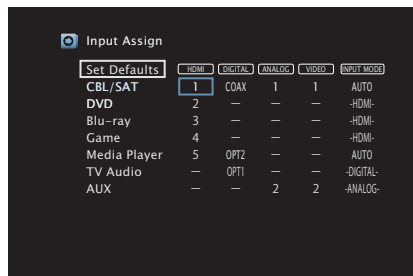 Input Assign
Set Defaults HDMI DIGITAL ANALOG VIDEO INPUT MODE
CBL/SAT 1 COAX 1 1 AUTO
DVD 2 — — — -HDMI-
Blu-ray 3 — — — -HDMI-
Game 4 — — — -HDMI-
Media Player 5 OPT2 — — AUTO
TV Audio — OPT1 — — -DIGITAL-
AUX — — 2 2 -ANALOG-